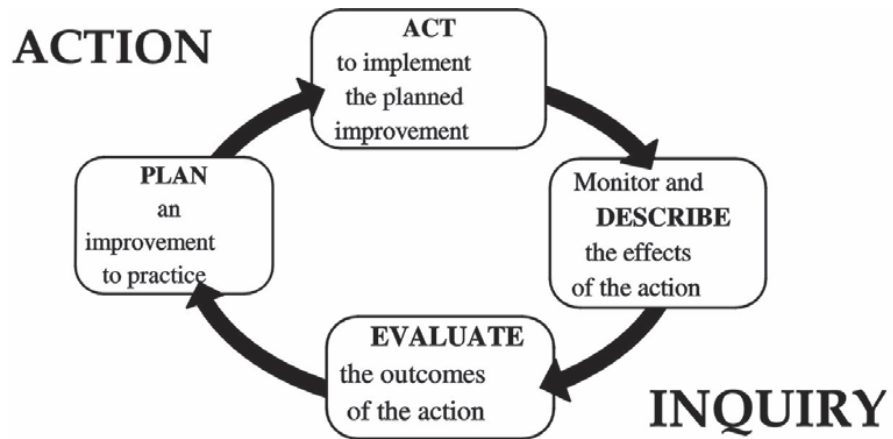 ACTION
ACT
to implement
the planned
improvement
PLAN
an
improvement
to practice
Monitor and
DESCRIBE
the effects
of the action
EVALUATE
the outcomes
of the action
INQUIRY